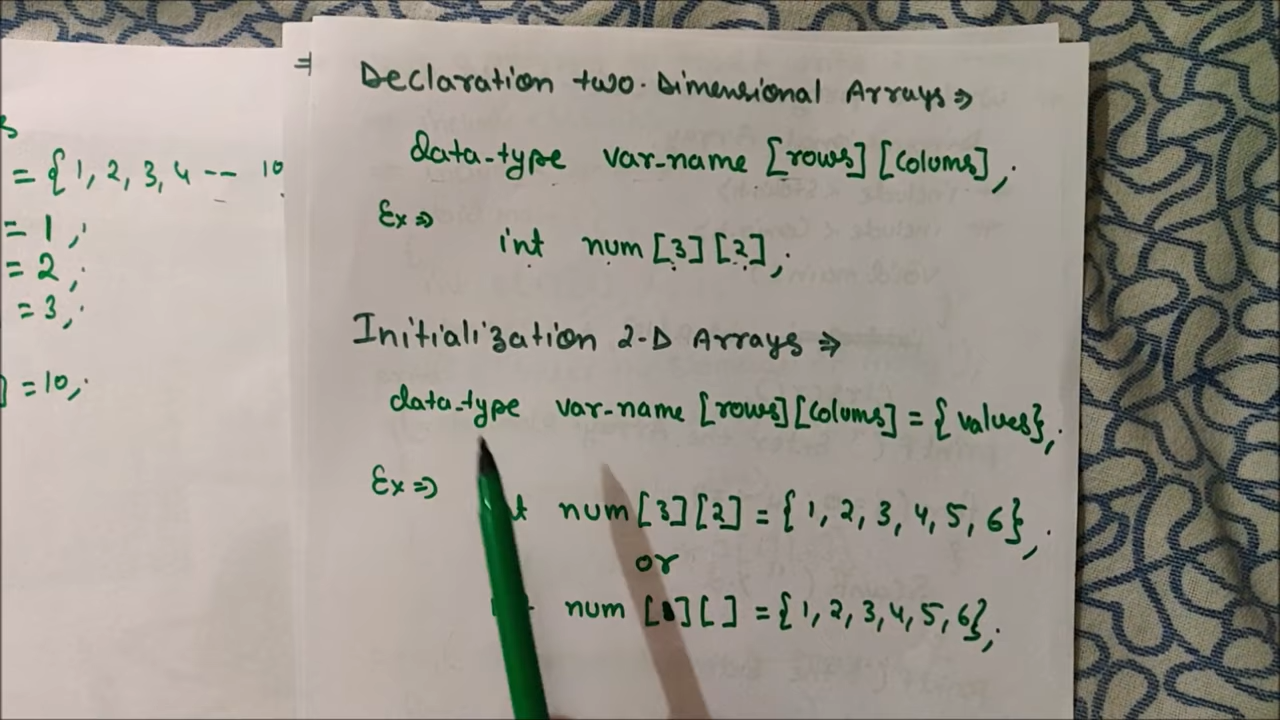 = {1, 2, 3, 4 -- 10
= 1;
= 2;
= 3;
] = 10;
⇒ Declaration two-Dimensional Arrays ⇒
data-type var-name [rows][Colums];
Ex ⇒
int num [3][2];
Initialization 2-D Arrays ⇒
data-type var-name [rows][Colums] = {values};
Ex ⇒ num [3][2] = {1, 2, 3, 4, 5, 6};
or
num [ ][ ] = {1, 2, 3, 4, 5, 6};